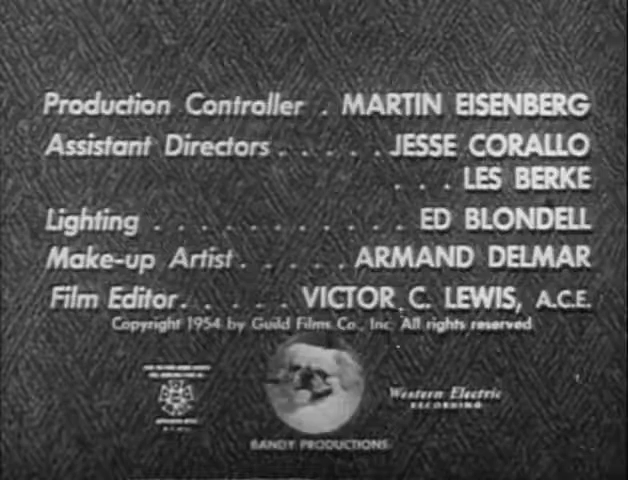 Production Controller . MARTIN EISENBERG
Assistant Directors . . . . . JESSE CORALLO
. . . LES BERKE
Lighting . . . . . . . . . . . . ED BLONDELL
Make-up Artist . . . . . ARMAND DELMAR
Film Editor . . . . . VICTOR C. LEWIS, A.C.E.
Copyright 1954 by Guild Films Co., Inc. All rights reserved
Western Electric
RECORDING
BANDY PRODUCTIONS